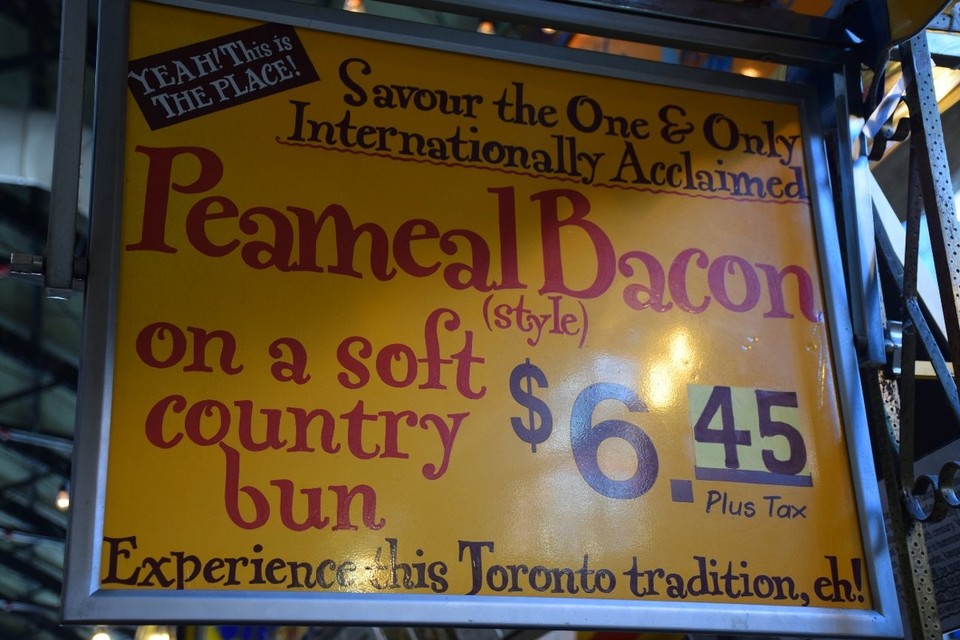 YEAH! This is
THE PLACE!
Savour the One & Only
Internationally Acclaimed
Peameal Bacon
(style)
on a soft
country
bun
$6.45
Plus Tax
Experience this Toronto tradition, eh!